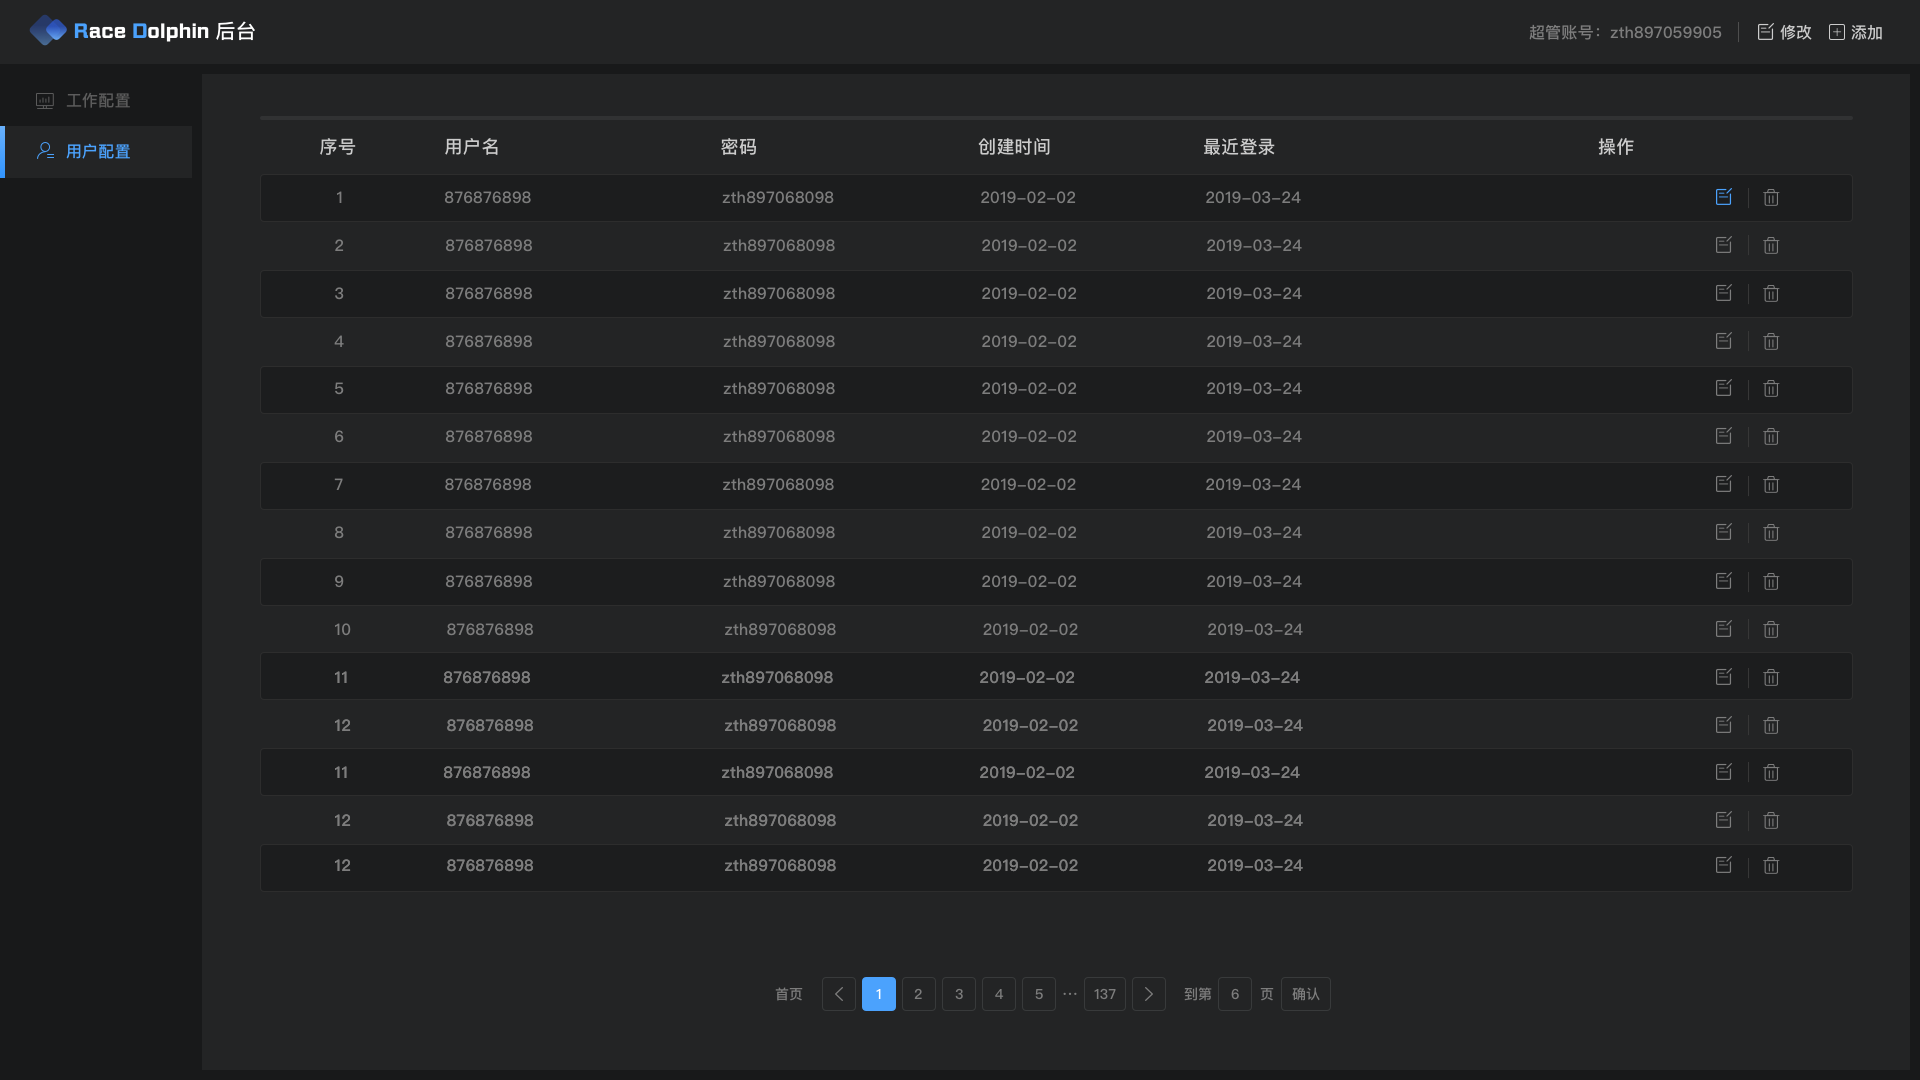 Race Dolphin 后台
超管账号：zth897059905 修改 添加
工作配置
用户配置
序号 用户名 密码 创建时间 最近登录 操作
1 876876898 zth897068098 2019-02-02 2019-03-24
2 876876898 zth897068098 2019-02-02 2019-03-24
3 876876898 zth897068098 2019-02-02 2019-03-24
4 876876898 zth897068098 2019-02-02 2019-03-24
5 876876898 zth897068098 2019-02-02 2019-03-24
6 876876898 zth897068098 2019-02-02 2019-03-24
7 876876898 zth897068098 2019-02-02 2019-03-24
8 876876898 zth897068098 2019-02-02 2019-03-24
9 876876898 zth897068098 2019-02-02 2019-03-24
10 876876898 zth897068098 2019-02-02 2019-03-24
11 876876898 zth897068098 2019-02-02 2019-03-24
12 876876898 zth897068098 2019-02-02 2019-03-24
11 876876898 zth897068098 2019-02-02 2019-03-24
12 876876898 zth897068098 2019-02-02 2019-03-24
12 876876898 zth897068098 2019-02-02 2019-03-24
首页 1 2 3 4 5 ··· 137 到第 6 页 确认